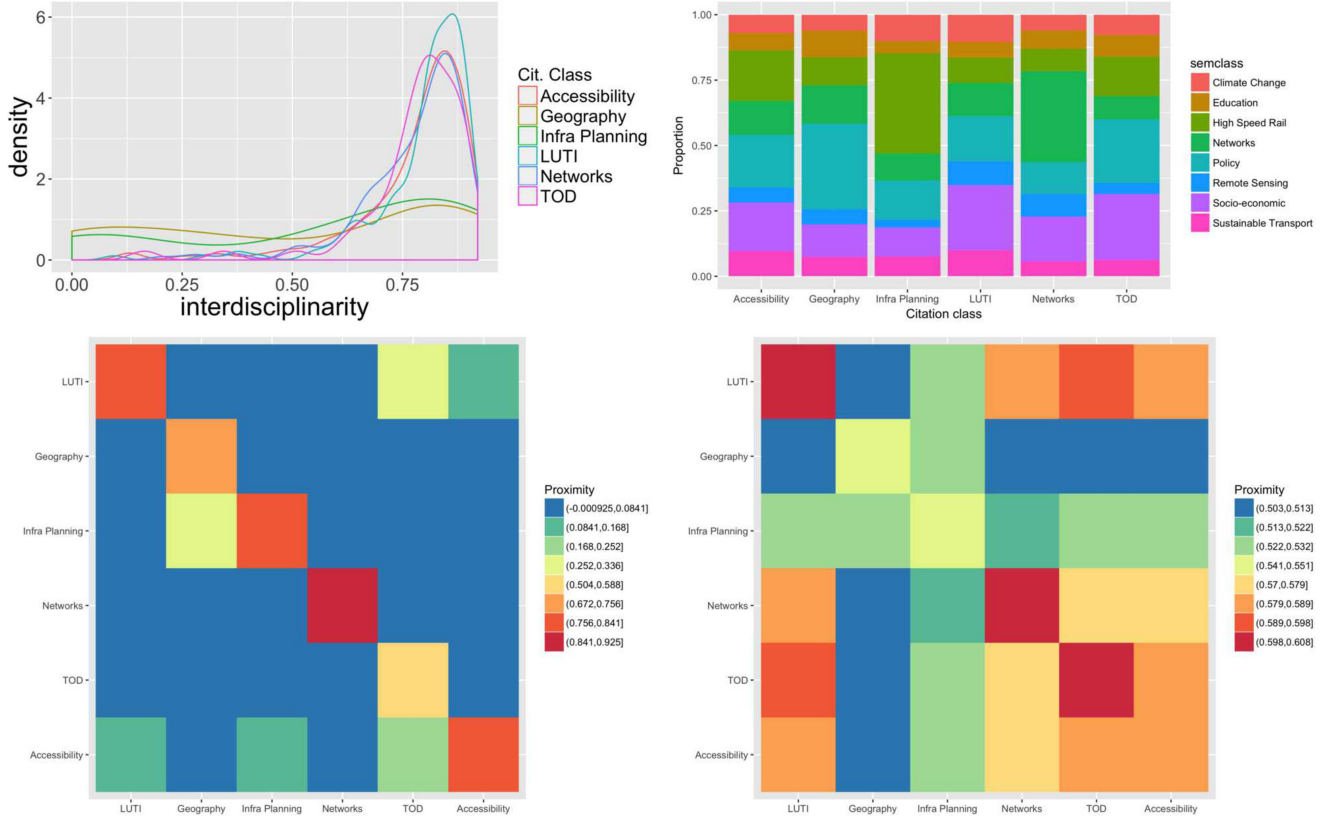 6
4
2
0
density
0.00
0.25
0.50
0.75
interdisciplinarity
Cit. Class
Accessibility
Geography
Infra Planning
LUTI
Networks
TOD
1.00
0.75
0.50
0.25
0.00
Proportion
Accessibility
Geography
Infra Planning
LUTI
Networks
TOD
Citation class
semclass
Climate Change
Education
High Speed Rail
Networks
Policy
Remote Sensing
Socio-economic
Sustainable Transport
LUTI
Geography
Infra Planning
Networks
TOD
Accessibility
LUTI
Geography
Infra Planning
Networks
TOD
Accessibility
Proximity
(-0.000925,0.0841]
(0.0841,0.168]
(0.168,0.252]
(0.252,0.336]
(0.504,0.588]
(0.672,0.756]
(0.756,0.841]
(0.841,0.925]
LUTI
Geography
Infra Planning
Networks
TOD
Accessibility
LUTI
Geography
Infra Planning
Networks
TOD
Accessibility
Proximity
(0.503,0.513]
(0.513,0.522]
(0.522,0.532]
(0.541,0.551]
(0.57,0.579]
(0.579,0.589]
(0.589,0.598]
(0.598,0.608]